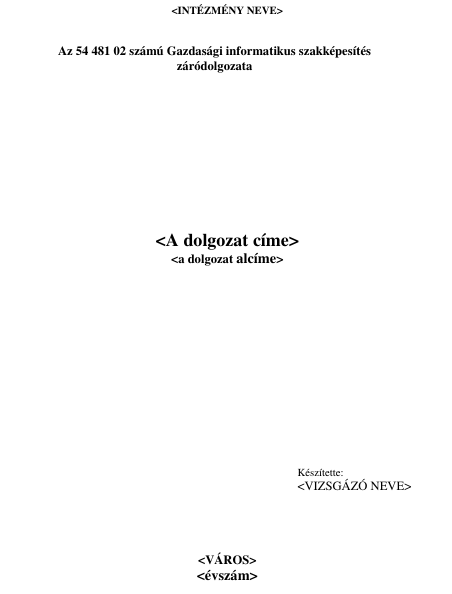 <INTÉZMÉNY NEVE>
Az 54 481 02 számú Gazdasági informatikus szakképesítés
záródolgozata
<A dolgozat címe>
<a dolgozat alcíme>
Készítette:
<VIZSGÁZÓ NEVE>
<VÁROS>
<évszám>